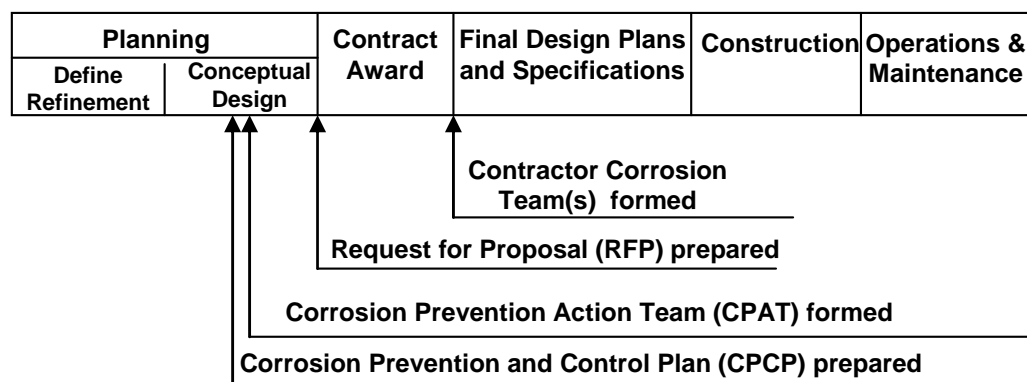 Planning
Define
Refinement
Conceptual
Design
Contract
Award
Final Design Plans
and Specifications
Construction
Operations &
Maintenance
Contractor Corrosion
Team(s) formed
Request for Proposal (RFP) prepared
Corrosion Prevention Action Team (CPAT) formed
Corrosion Prevention and Control Plan (CPCP) prepared